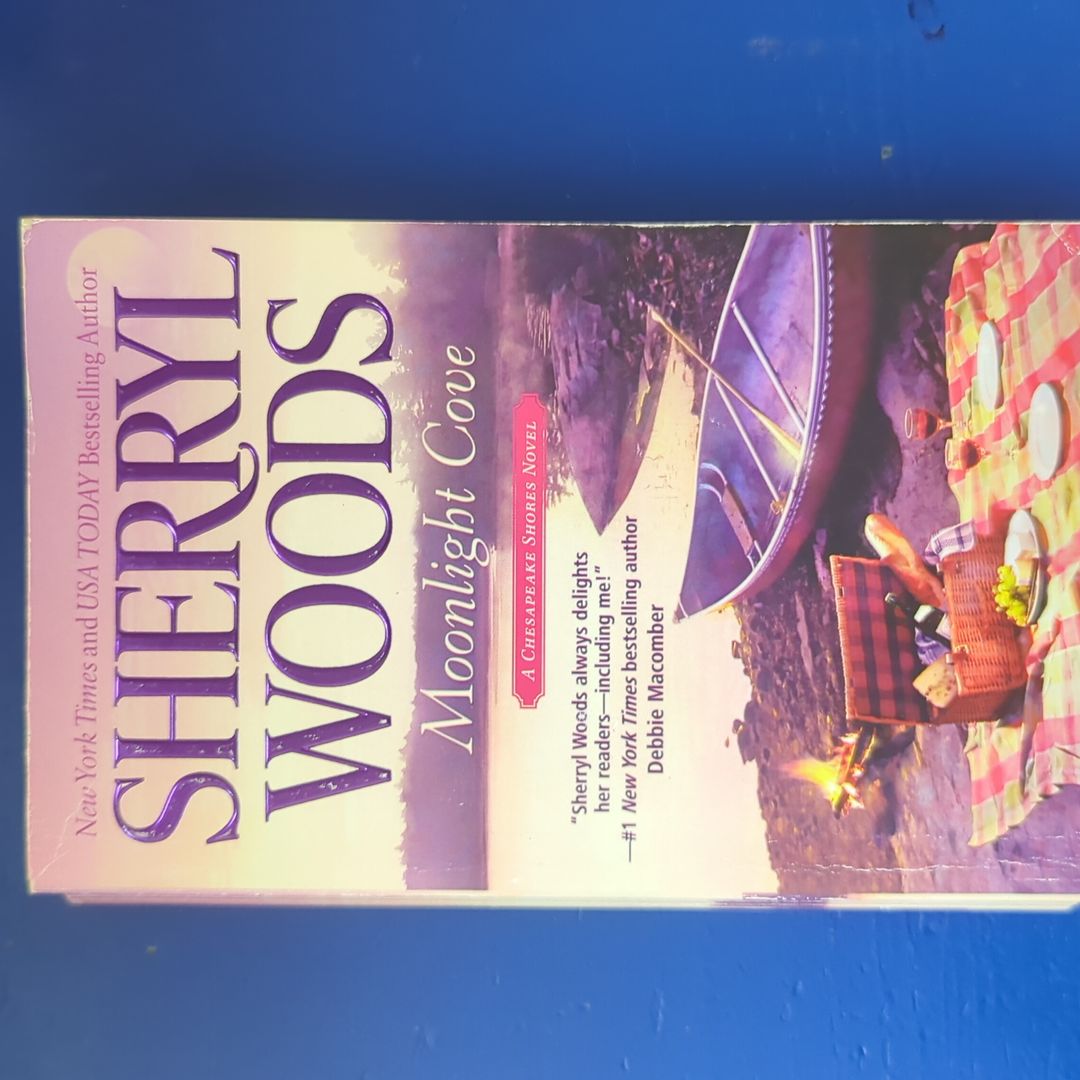 New York Times and USA TODAY Bestselling Author
SHERRYL
WOODS
Moonlight Cove
A CHESAPEAKE SHORES NOVEL
“Sherryl Woods always delights
her readers—including me!”
—#1 New York Times bestselling author
Debbie Macomber